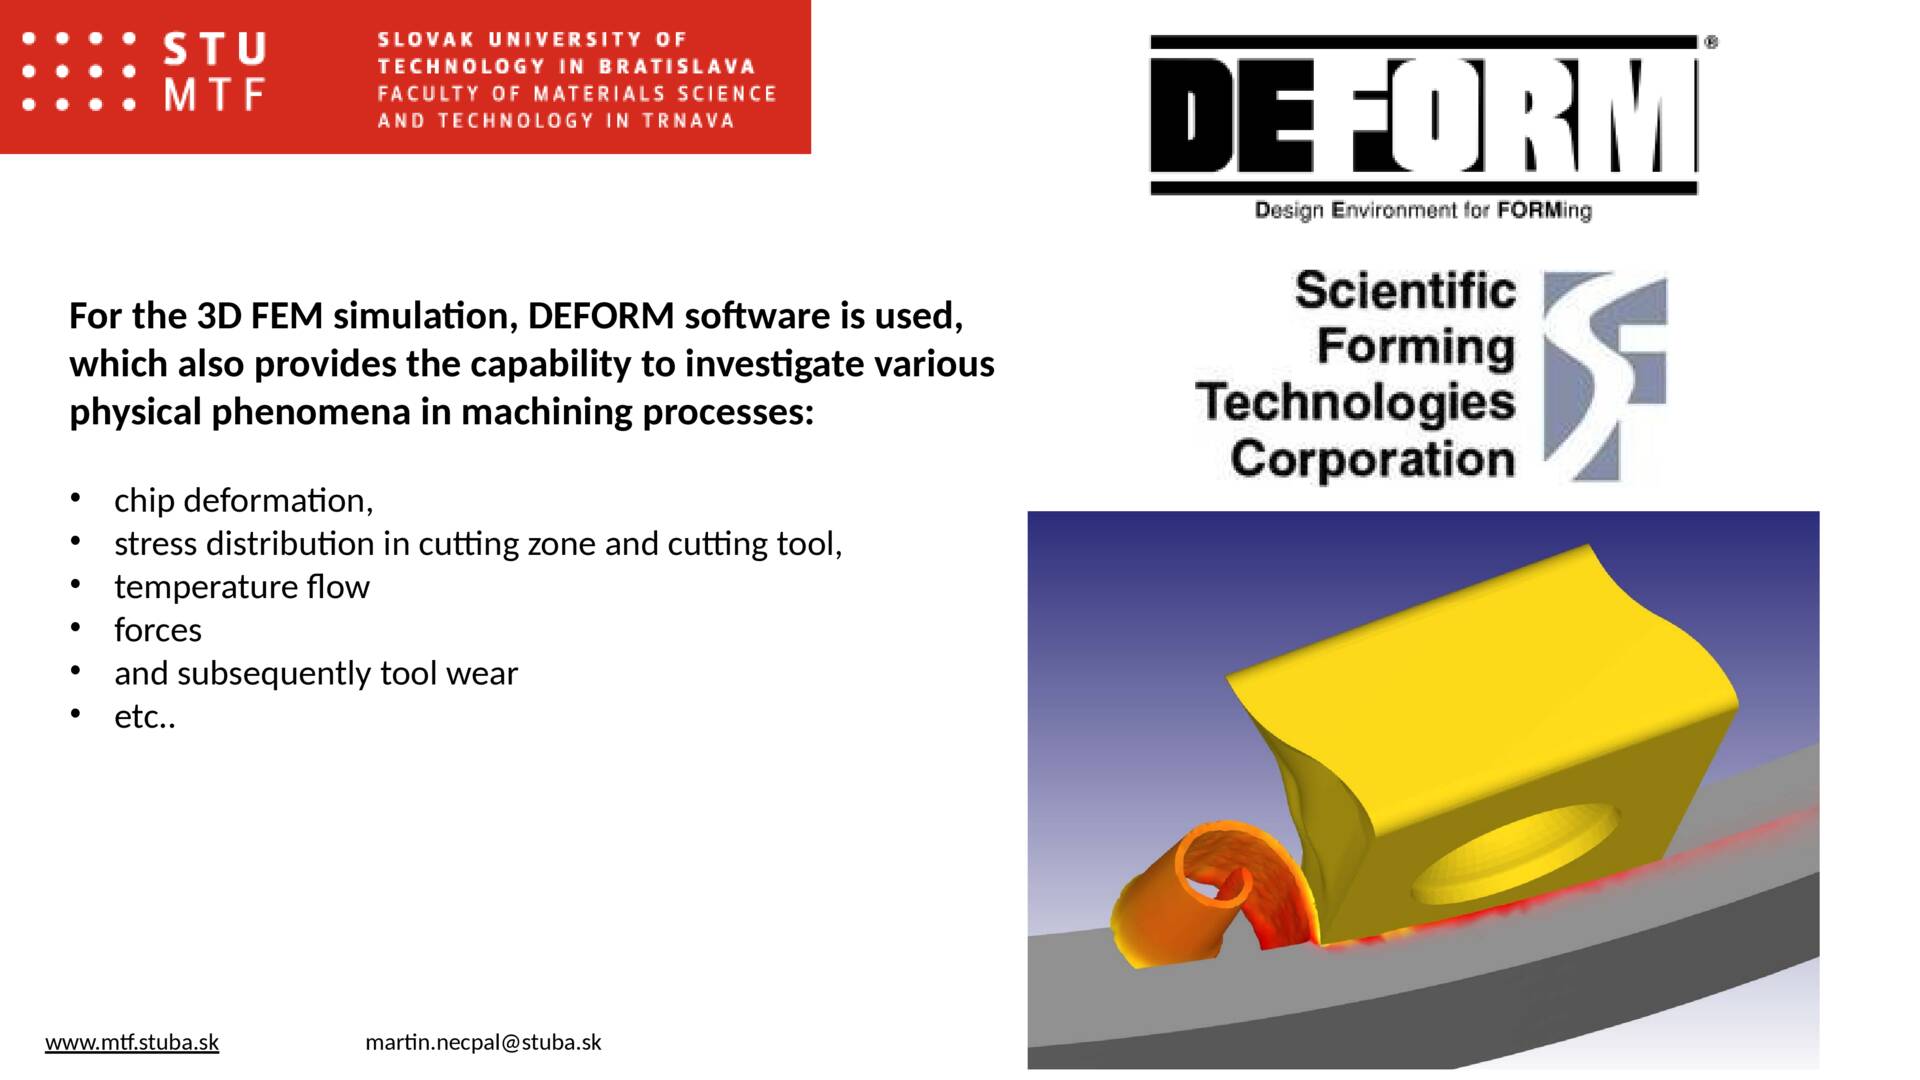 STU
MTF
SLOVAK UNIVERSITY OF
TECHNOLOGY IN BRATISLAVA
FACULTY OF MATERIALS SCIENCE
AND TECHNOLOGY IN TRNAVA
DEFORM®
Design Environment for FORMing
Scientific
Forming
Technologies
Corporation
SF
For the 3D FEM simulation, DEFORM software is used,
which also provides the capability to investigate various
physical phenomena in machining processes:
• chip deformation,
• stress distribution in cutting zone and cutting tool,
• temperature flow
• forces
• and subsequently tool wear
• etc..
www.mtf.stuba.sk
martin.necpal@stuba.sk